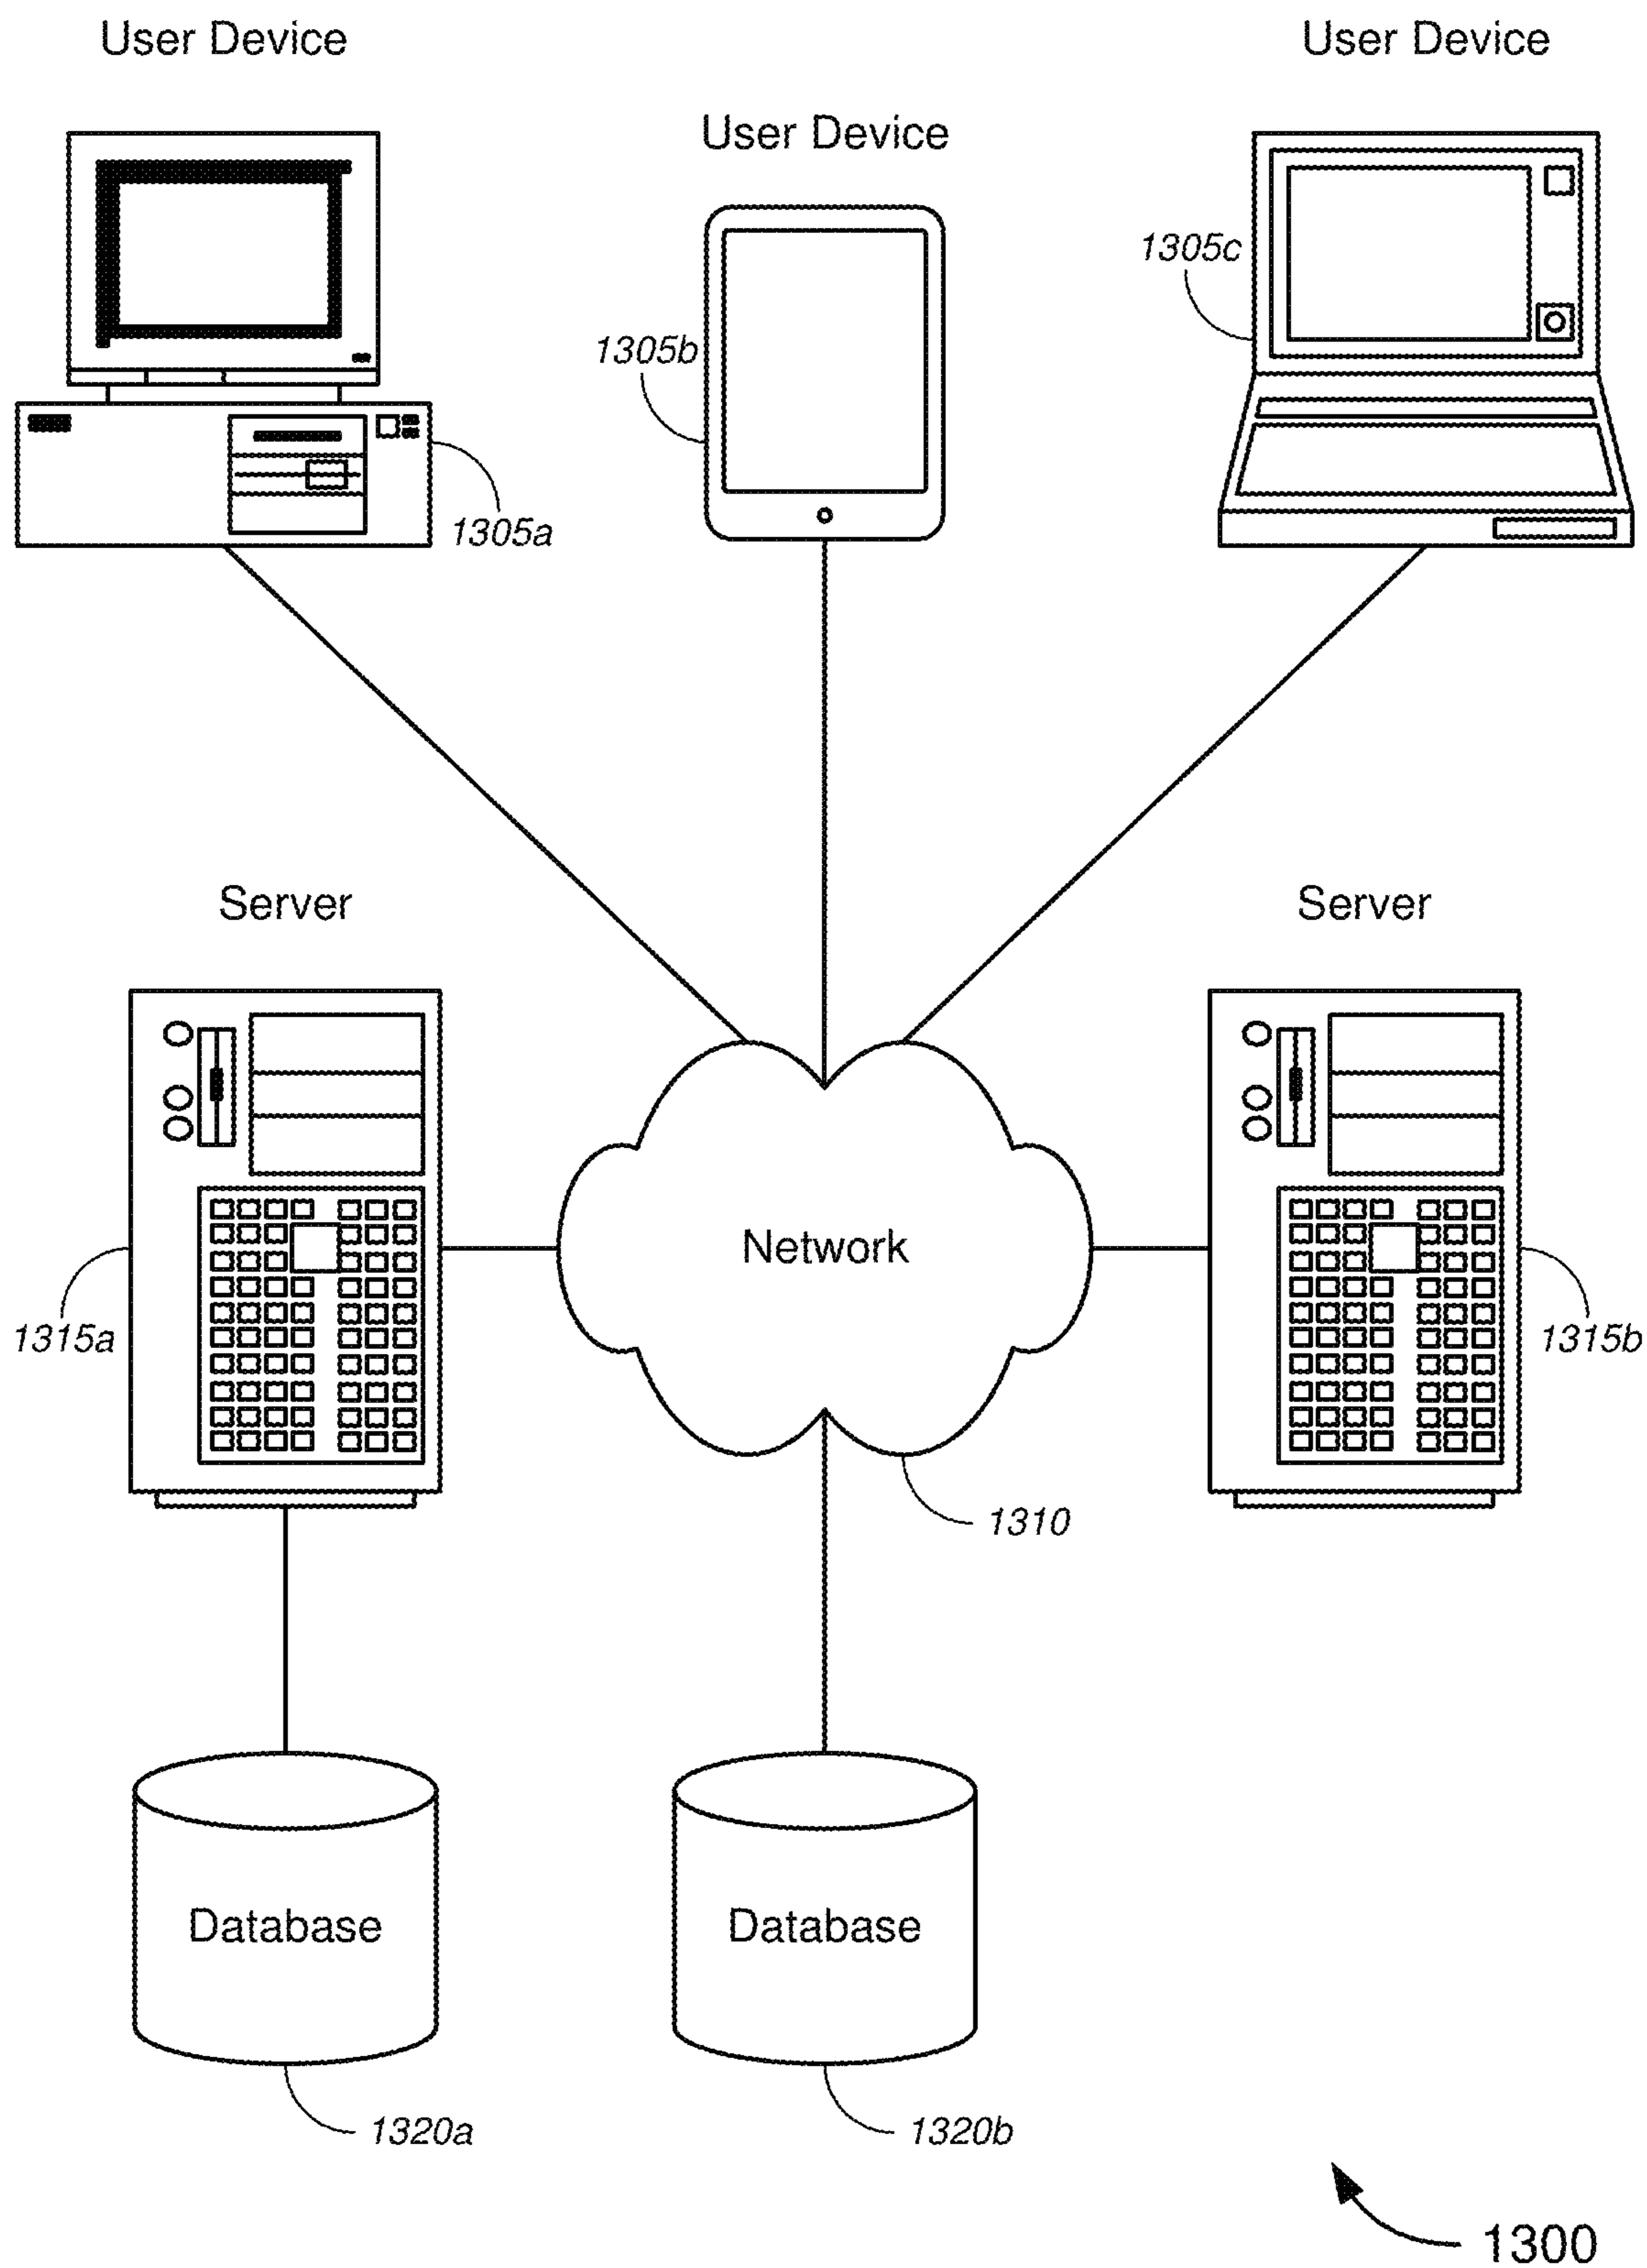 User Device
User Device
User Device
1305c
1305b
1305a
Server
Server
Network
1315a
1315b
1310
Database
Database
1320a
1320b
1300